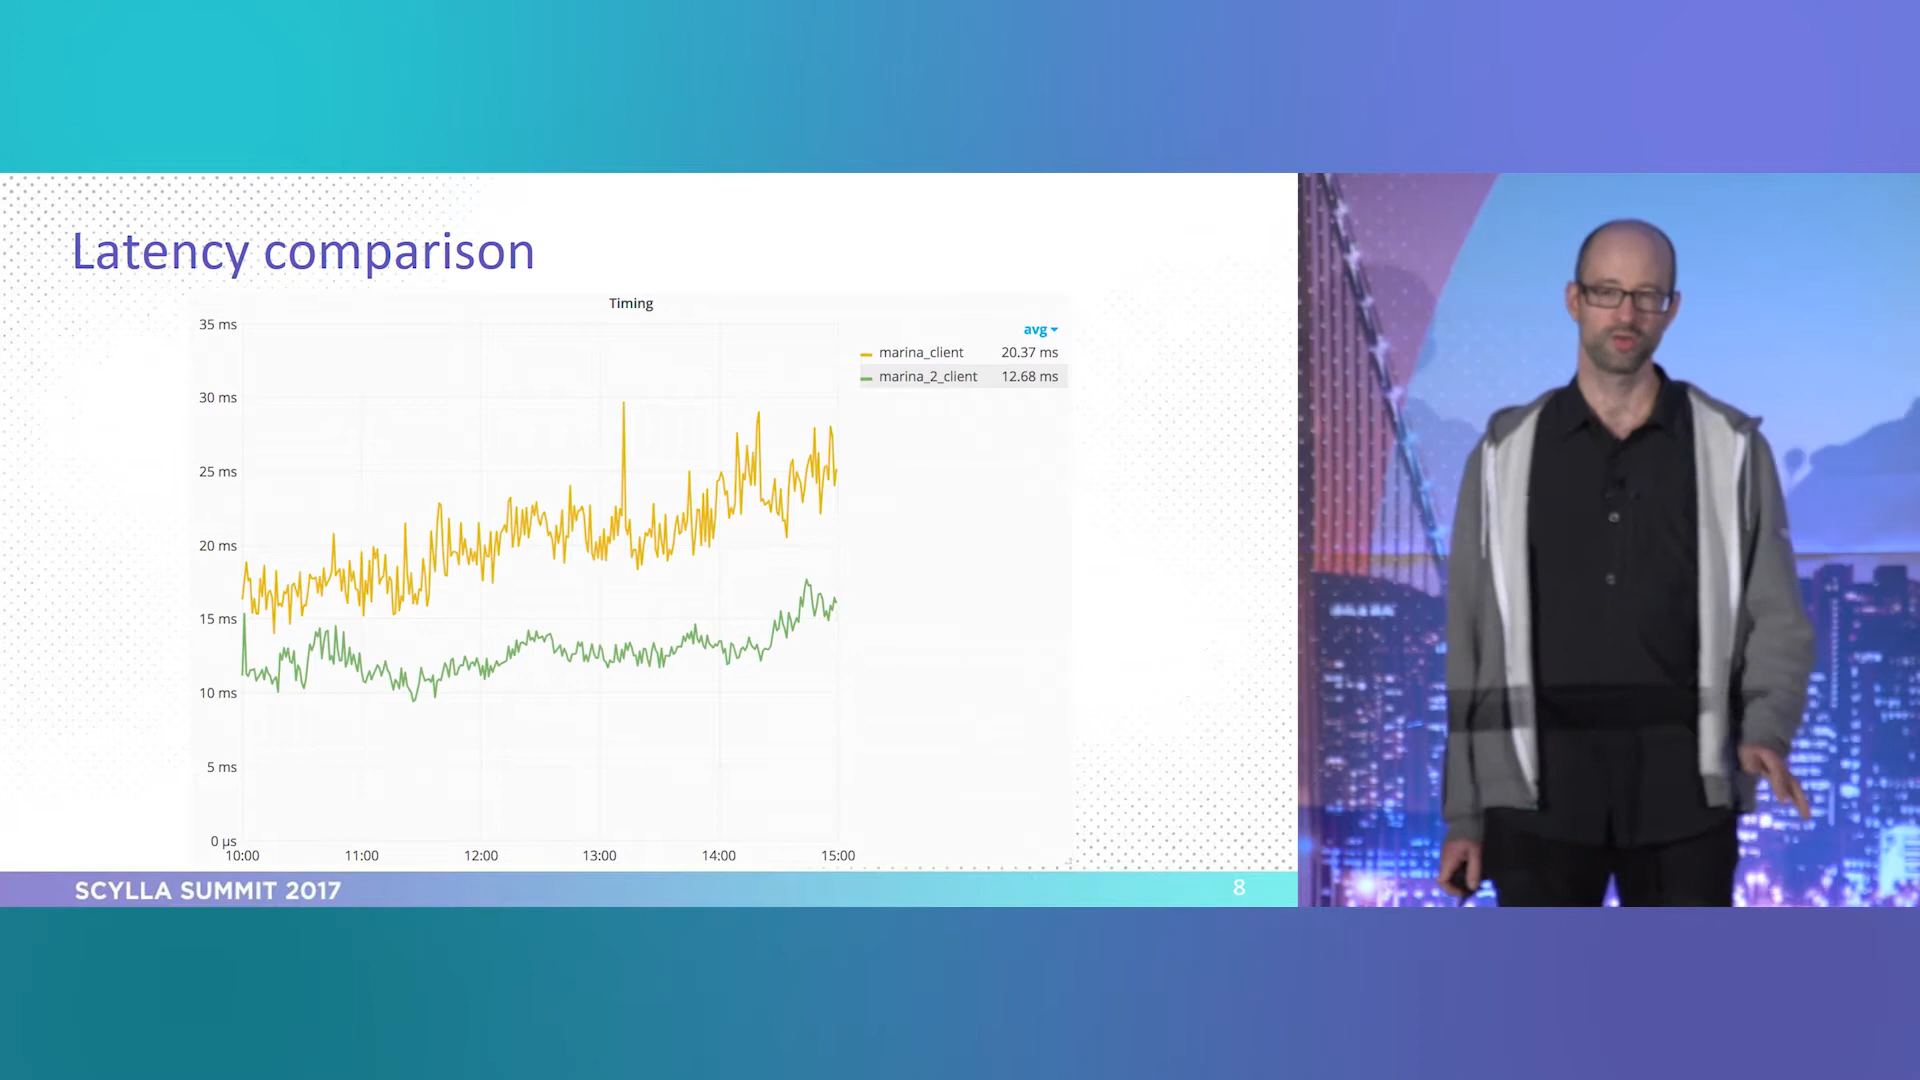 Latency comparison
Timing
35 ms
30 ms
25 ms
20 ms
15 ms
10 ms
5 ms
0 µs
10:00 11:00 12:00 13:00 14:00 15:00
avg
marina_client 20.37 ms
marina_2_client 12.68 ms
SCYLLA SUMMIT 2017
8